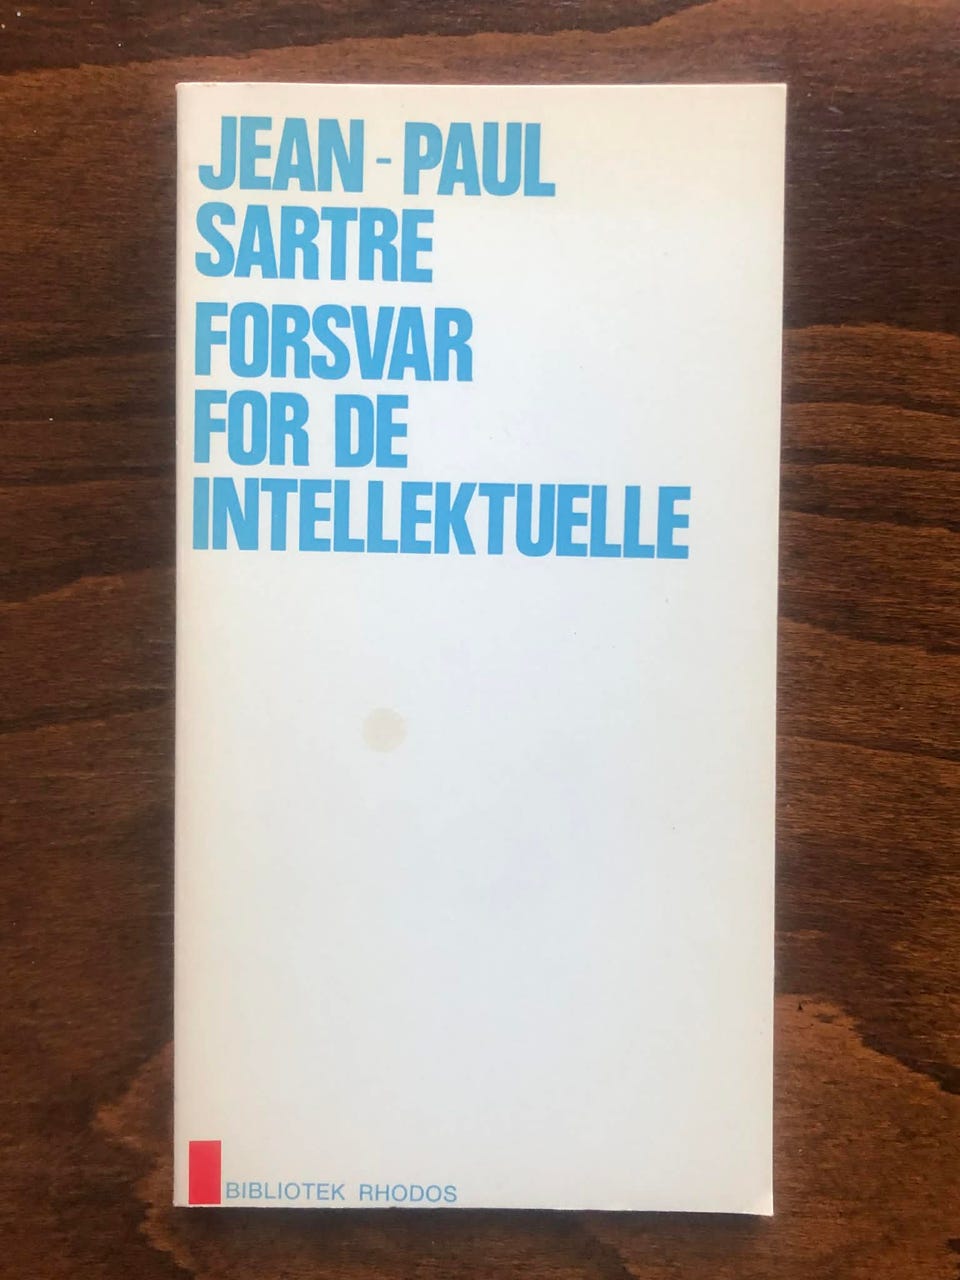 JEAN-PAUL
SARTRE
FORSVAR
FOR DE
INTELLEKTUELLE
BIBLIOTEK RHODOS